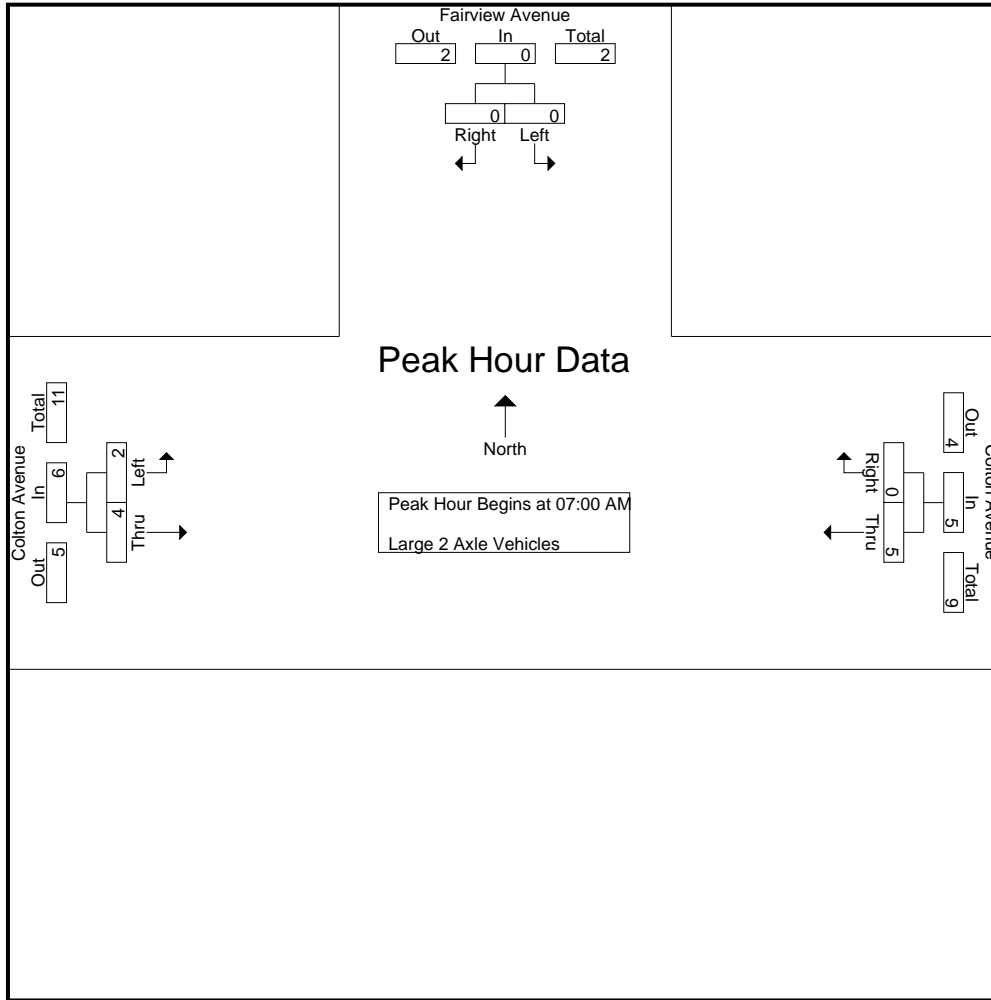 Fairview Avenue
Out In Total
2 0 2
0 0
Right Left
Peak Hour Data
North
Peak Hour Begins at 07:00 AM
Large 2 Axle Vehicles
Colton Avenue
Out In Total
5 6 11
4 2
Thru Left
Colton Avenue
Out In Total
4 5 9
0 5
Right Thru